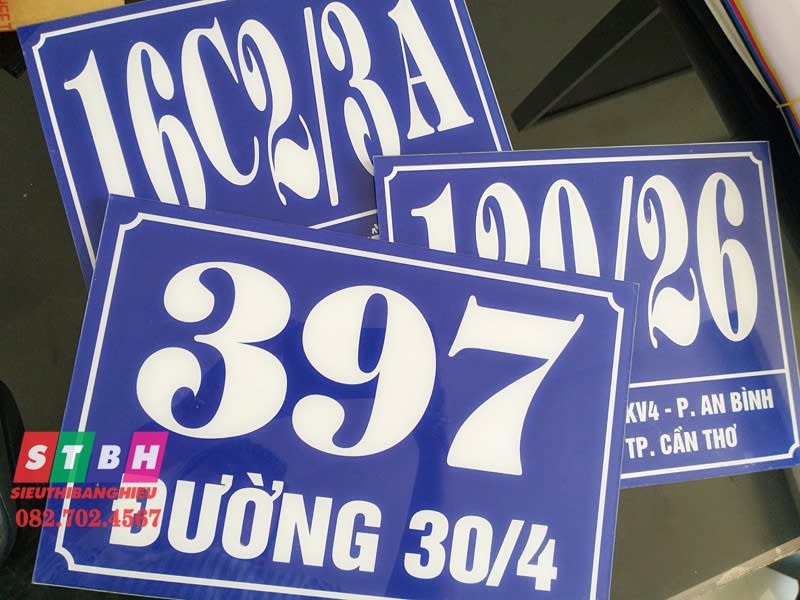 16C2/3A
120/26
KV4 - P. AN BÌNH
TP. CẦN THƠ
397
ĐƯỜNG 30/4
STBH
SIEUTHIBANGHIEU
082.702.4567